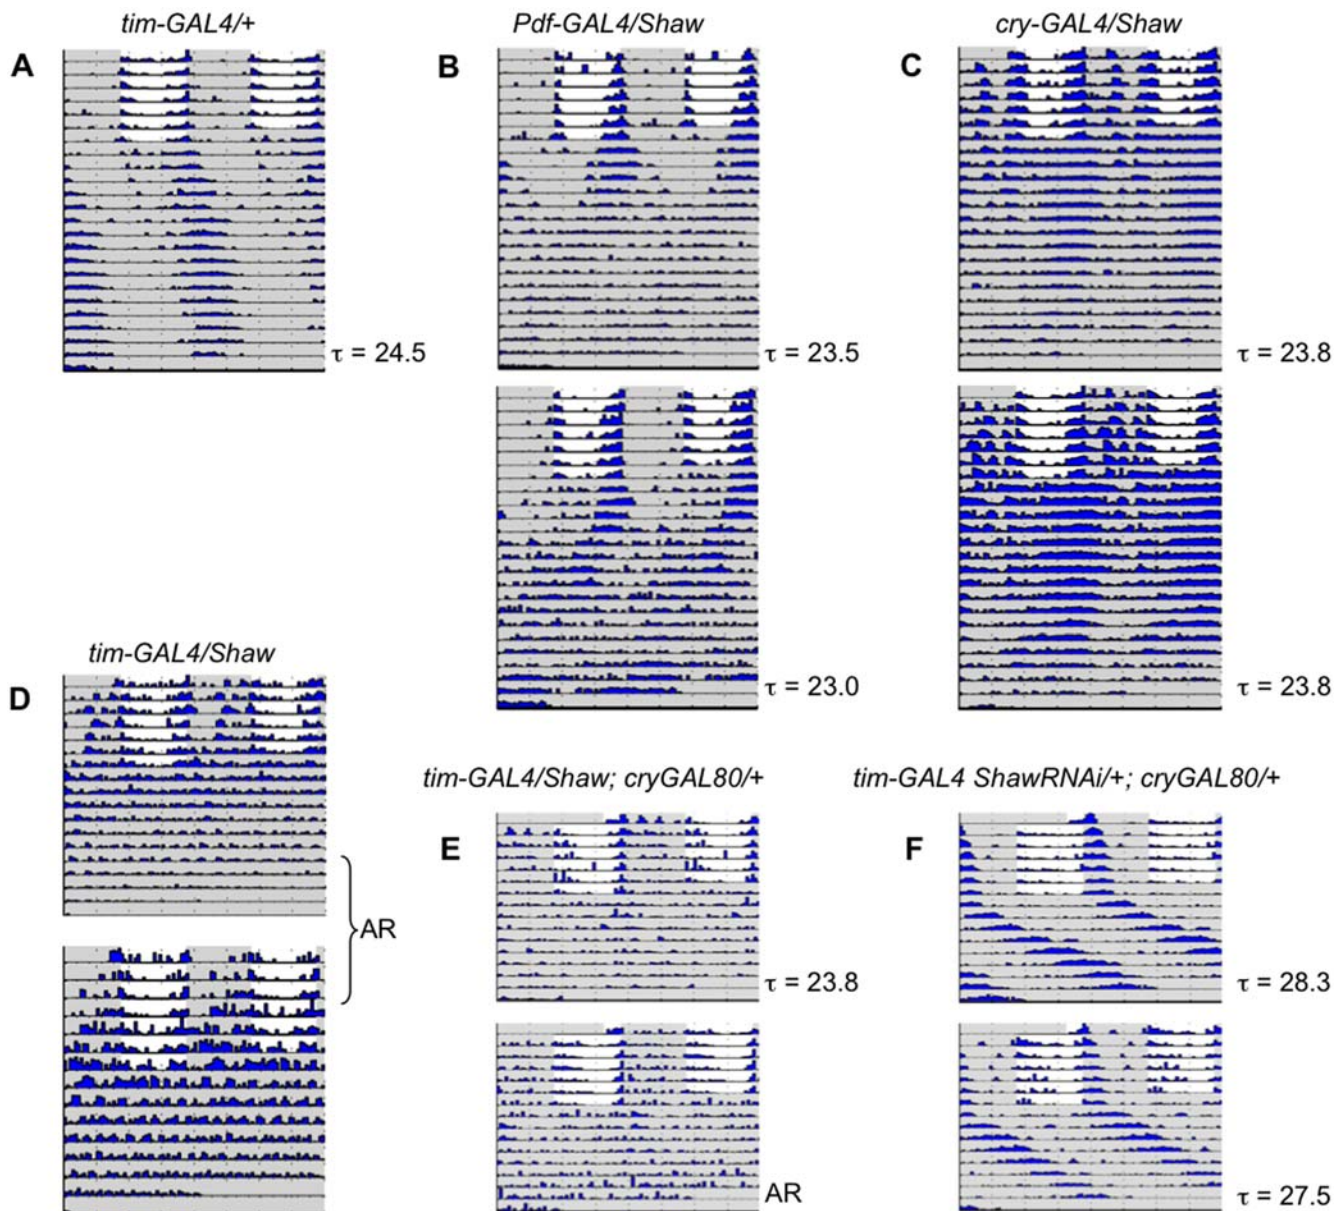 tim-GAL4/+
Pdf-GAL4/Shaw
cry-GAL4/Shaw
A
B
C
τ = 24.5
τ = 23.5
τ = 23.8
τ = 23.0
τ = 23.8
tim-GAL4/Shaw
D
AR
tim-GAL4/Shaw; cryGAL80/+
tim-GAL4 ShawRNAi/+; cryGAL80/+
E
F
τ = 23.8
τ = 28.3
AR
τ = 27.5